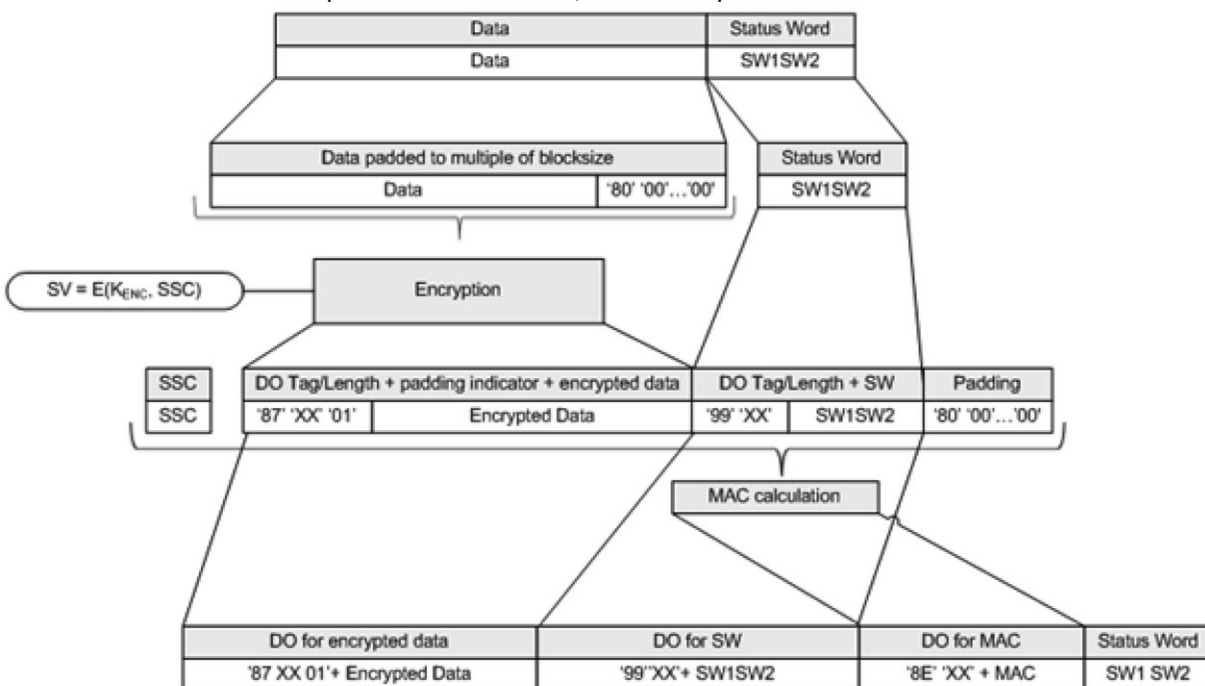 Data Status Word
Data SW1SW2
Data padded to multiple of blocksize Status Word
Data '80' '00'...'00' SW1SW2
SV = E(KENC, SSC) Encryption
SSC DO Tag/Length + padding indicator + encrypted data DO Tag/Length + SW Padding
SSC '87' 'XX' '01' Encrypted Data '99' 'XX' SW1SW2 '80' '00'...'00'
MAC calculation
DO for encrypted data DO for SW DO for MAC Status Word
'87 XX 01'+ Encrypted Data '99''XX'+ SW1SW2 '8E' 'XX' + MAC SW1 SW2